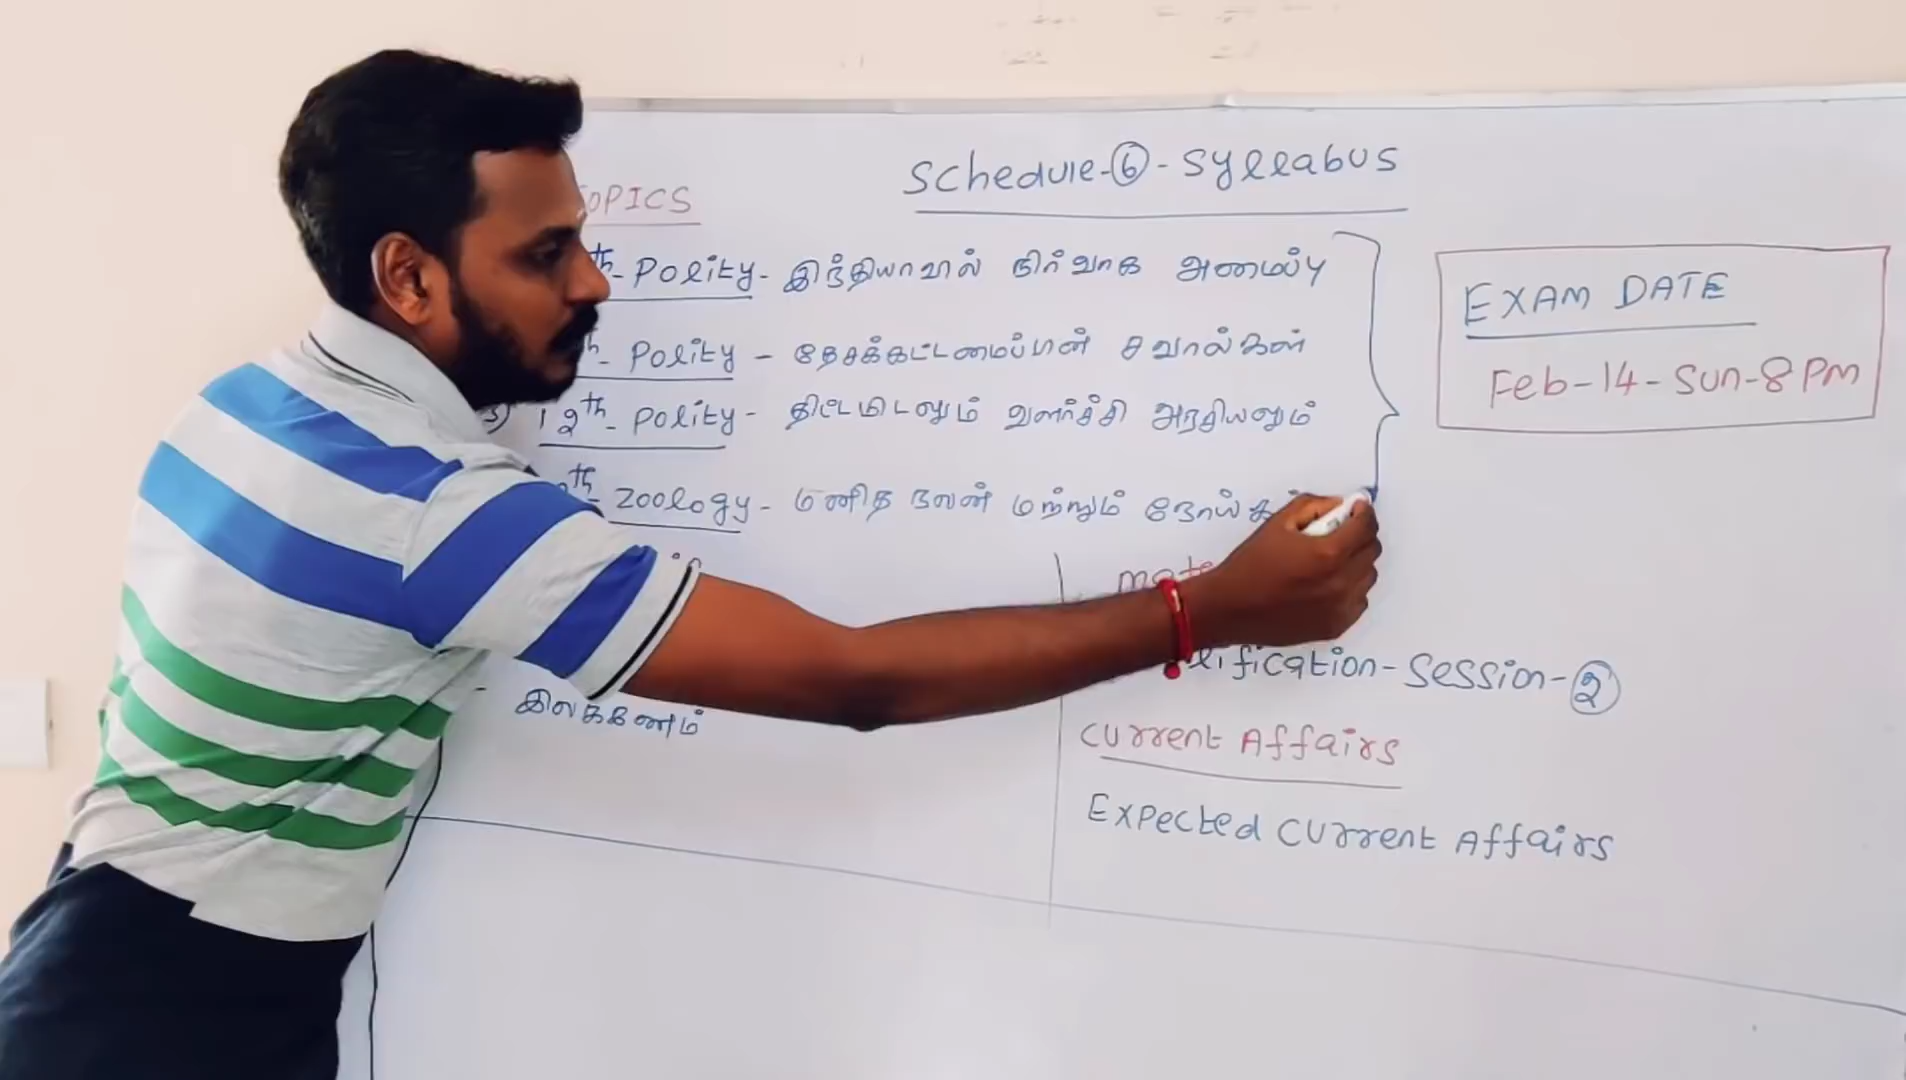 Schedule-⑥-Syllabus
TOPICS
th-Polity-இந்தியாவில் நிர்வாக அமைப்பு
Polity - தேசக்கட்டமைப்பின் சவால்கள்
3) 12th-Polity- திட்டமிடலும் வளர்ச்சி அரசியலும்
th-Zoology- மனித நலன் மற்றும் நோய்கள்
இலக்கணம்
EXAM DATE
Feb-14-Sun-8PM
lification-Session-②
Current Affairs
Expected Current Affairs